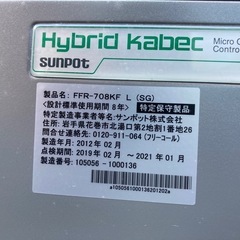 Hybrid Kabec
Micro C
Control
SUNPOT
製品名:FFR-708KF L (SG)
<設計標準使用期間 8年> 特定保守製品
特定製造事業者等名:サンポット株式会社
住所:岩手県花巻市北湯口第2地割1番地26
問合せ連絡先:0120-911-064 (フリーコール)
製造年月:2012年 02月
点検期間:2019年 02月 ~ 2021年 01月
製造番号:105056-1000136
a1050561000136201202a